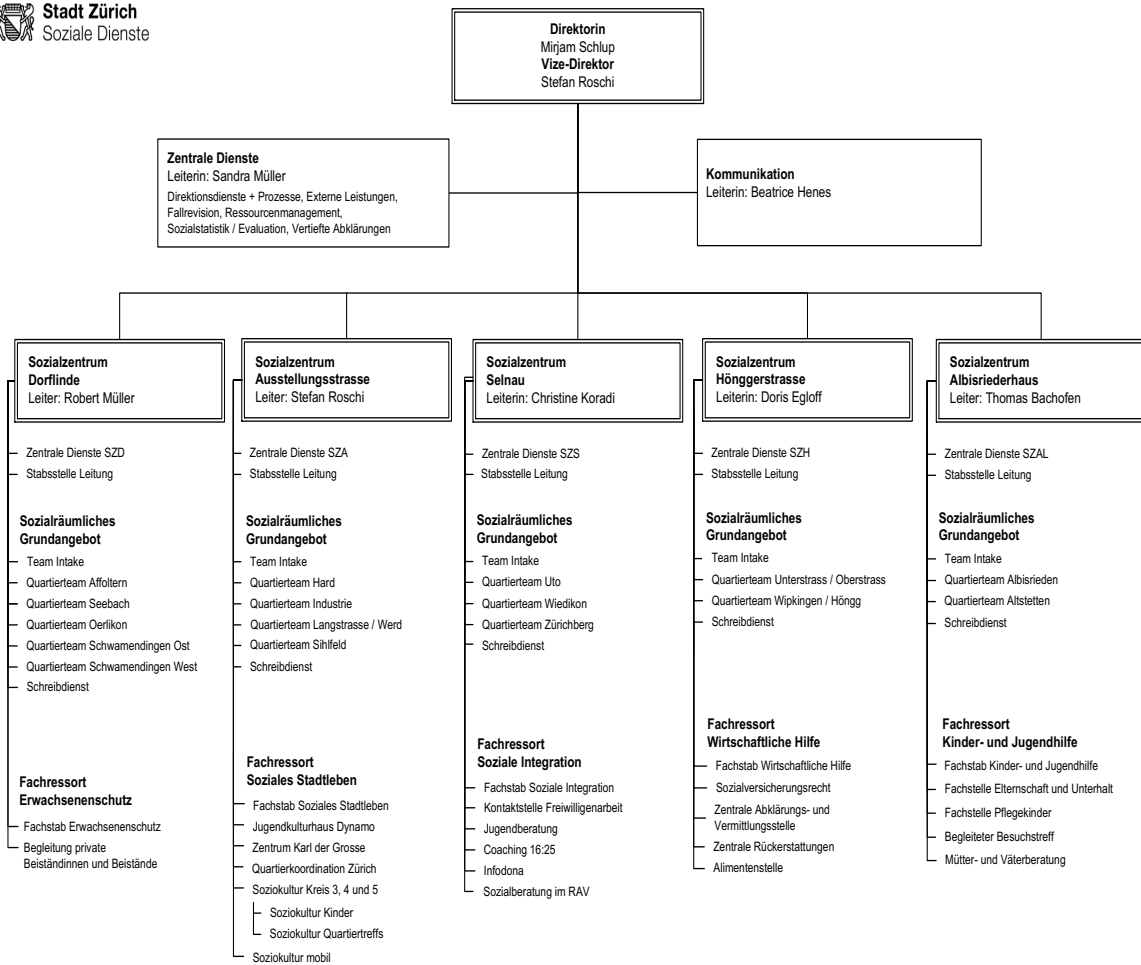 Stadt Zürich
Soziale Dienste
Direktorin
Mirjam Schlup
Vize-Direktor
Stefan Roschi
Zentrale Dienste
Leiterin: Sandra Müller
Direktionsdienste + Prozesse, Externe Leistungen,
Fallrevision, Ressourcenmanagement,
Sozialstatistik / Evaluation, Vertiefte Abklärungen
Kommunikation
Leiterin: Beatrice Henes
Sozialzentrum
Dorflinde
Leiter: Robert Müller
Zentrale Dienste SZD
Stabsstelle Leitung
Sozialräumliches
Grundangebot
Team Intake
Quartierteam Affoltern
Quartierteam Seebach
Quartierteam Oerlikon
Quartierteam Schwamendingen Ost
Quartierteam Schwamendingen West
Schreibdienst
Fachressort
Erwachsenenschutz
Fachstab Erwachsenenschutz
Begleitung private
Beiständinnen und Beistände
Sozialzentrum
Ausstellungsstrasse
Leiter: Stefan Roschi
Zentrale Dienste SZA
Stabsstelle Leitung
Sozialräumliches
Grundangebot
Team Intake
Quartierteam Hard
Quartierteam Industrie
Quartierteam Langstrasse / Werd
Quartierteam Sihlfeld
Schreibdienst
Fachressort
Soziales Stadtleben
Fachstab Soziales Stadtleben
Jugendkulturhaus Dynamo
Zentrum Karl der Grosse
Quartierkoordination Zürich
Soziokultur Kreis 3, 4 und 5
Soziokultur Kinder
Soziokultur Quartiertreffs
Soziokultur mobil
Sozialzentrum
Selnau
Leiterin: Christine Koradi
Zentrale Dienste SZS
Stabsstelle Leitung
Sozialräumliches
Grundangebot
Team Intake
Quartierteam Uto
Quartierteam Wiedikon
Quartierteam Zürichberg
Schreibdienst
Fachressort
Soziale Integration
Fachstab Soziale Integration
Kontaktstelle Freiwilligenarbeit
Jugendberatung
Coaching 16:25
Infodona
Sozialberatung im RAV
Sozialzentrum
Hönggerstrasse
Leiterin: Doris Egloff
Zentrale Dienste SZH
Stabsstelle Leitung
Sozialräumliches
Grundangebot
Team Intake
Quartierteam Unterstrass / Oberstrass
Quartierteam Wipkingen / Höngg
Schreibdienst
Fachressort
Wirtschaftliche Hilfe
Fachstab Wirtschaftliche Hilfe
Sozialversicherungsrecht
Zentrale Abklärungs- und
Vermittlungsstelle
Zentrale Rückerstattungen
Alimentenstelle
Sozialzentrum
Albisriederhaus
Leiter: Thomas Bachofen
Zentrale Dienste SZAL
Stabsstelle Leitung
Sozialräumliches
Grundangebot
Team Intake
Quartierteam Albisrieden
Quartierteam Altstetten
Schreibdienst
Fachressort
Kinder- und Jugendhilfe
Fachstab Kinder- und Jugendhilfe
Fachstelle Elternschaft und Unterhalt
Fachstelle Pflegekinder
Begleiteter Besuchstreff
Mütter- und Väterberatung